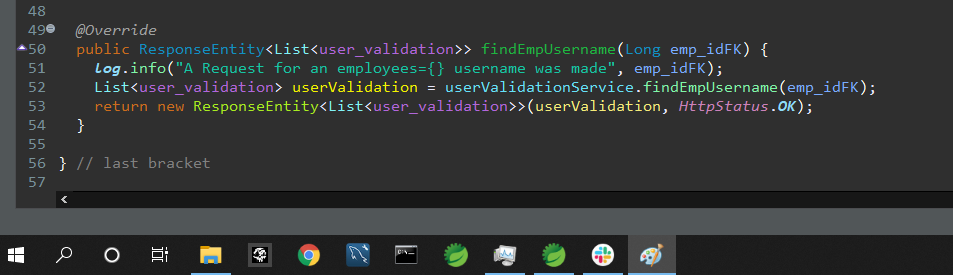 48
49 @Override
50 public ResponseEntity<List<user_validation>> findEmpUsername(Long emp_idFK) {
51 log.info("A Request for an employees={} username was made", emp_idFK);
52 List<user_validation> userValidation = userValidationService.findEmpUsername(emp_idFK);
53 return new ResponseEntity<List<user_validation>>(userValidation, HttpStatus.OK);
54 }
55
56 } // last bracket
57